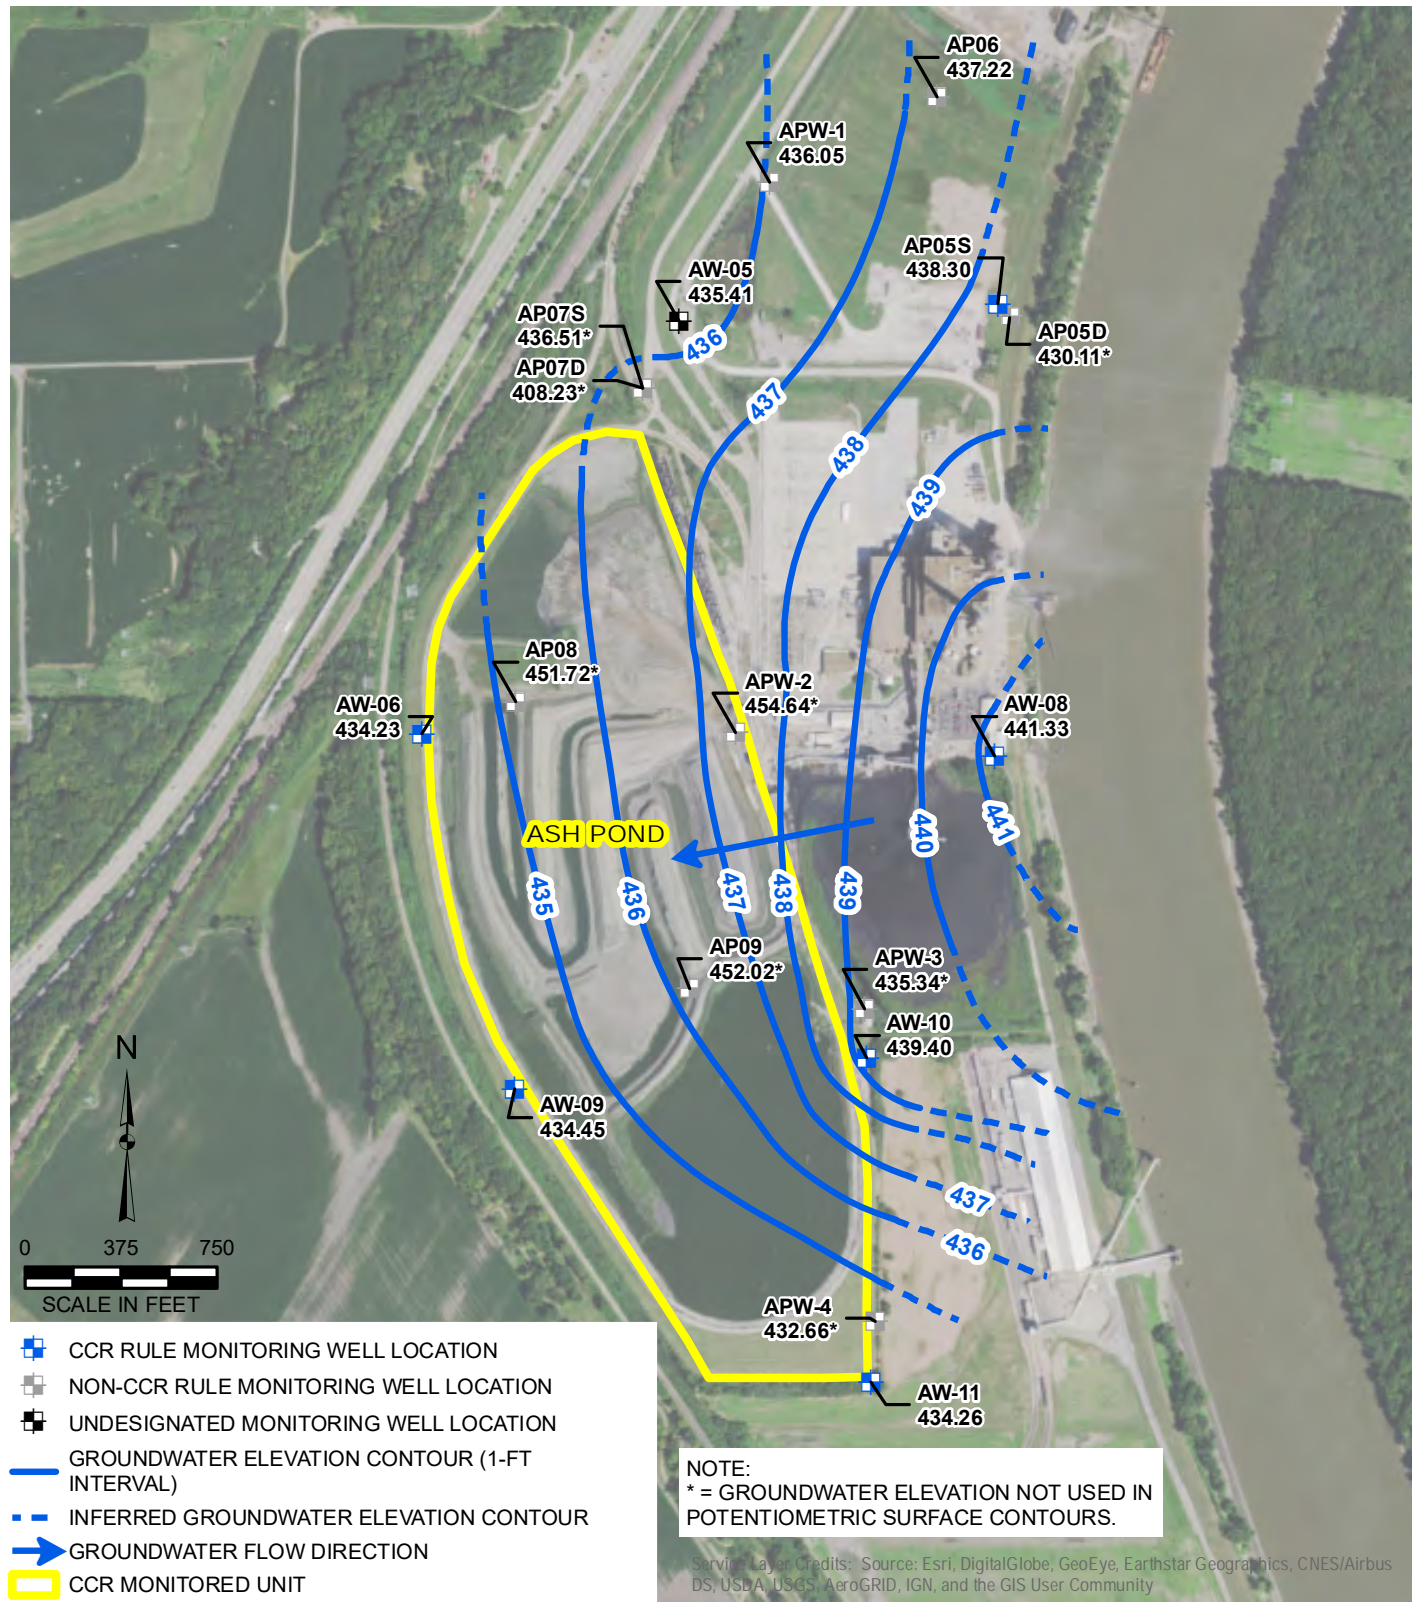 AP06
437.22
APW-1
436.05
AP05S
438.30
AW-05
435.41
AP07S
436.51*
AP05D
430.11*
436
AP07D
408.23*
437
438
439
AP08
451.72*
APW-2
454.64*
AW-06
434.23
AW-08
441.33
ASH POND
441
440
435
436
437
438
439
AP09
452.02*
APW-3
435.34*
AW-10
439.40
N
AW-09
434.45
437
436
0 375 750
SCALE IN FEET
APW-4
432.66*
AW-11
434.26
CCR RULE MONITORING WELL LOCATION
NON-CCR RULE MONITORING WELL LOCATION
UNDESIGNATED MONITORING WELL LOCATION
GROUNDWATER ELEVATION CONTOUR (1-FT
INTERVAL)
INFERRED GROUNDWATER ELEVATION CONTOUR
GROUNDWATER FLOW DIRECTION
CCR MONITORED UNIT
NOTE:
* = GROUNDWATER ELEVATION NOT USED IN
POTENTIOMETRIC SURFACE CONTOURS.
Service Layer Credits: Source: Esri, DigitalGlobe, GeoEye, Earthstar Geographics, CNES/Airbus
DS, USDA, USGS, AeroGRID, IGN, and the GIS User Community